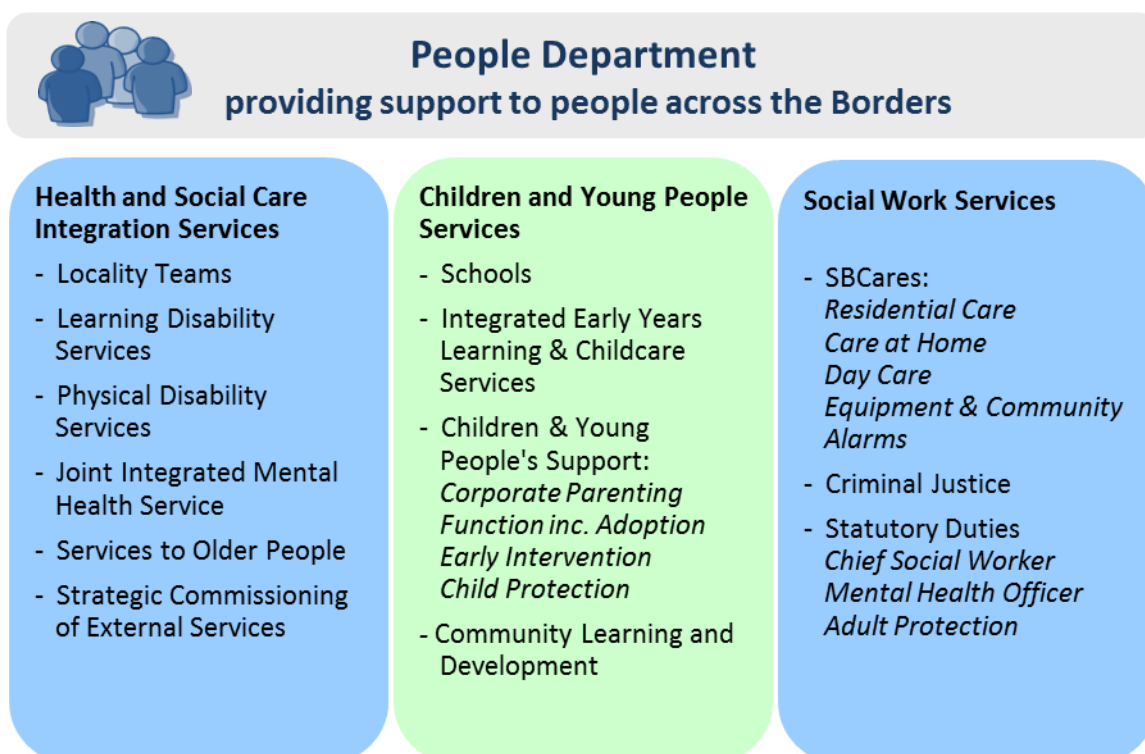 People Department
providing support to people across the Borders
Health and Social Care
Integration Services
- Locality Teams
- Learning Disability
Services
- Physical Disability
Services
- Joint Integrated Mental
Health Service
- Services to Older People
- Strategic Commissioning
of External Services
Children and Young People
Services
- Schools
- Integrated Early Years
Learning & Childcare
Services
- Children & Young
People's Support:
Corporate Parenting
Function inc. Adoption
Early Intervention
Child Protection
- Community Learning and
Development
Social Work Services
- SBCares:
Residential Care
Care at Home
Day Care
Equipment & Community
Alarms
- Criminal Justice
- Statutory Duties
Chief Social Worker
Mental Health Officer
Adult Protection